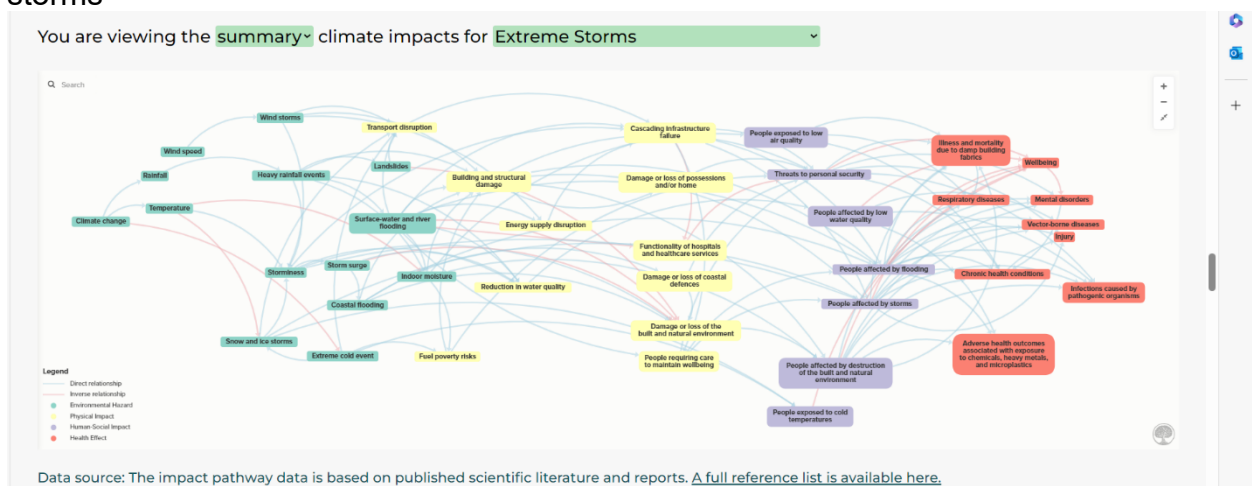 storms
You are viewing the summary climate impacts for Extreme Storms
Search
Wind storms
Transport disruption
Cascading infrastructure
failure
People exposed to low
air quality
Illness and mortality
due to damp building
fabrics
Wind speed
Landslides
Wellbeing
Rainfall
Heavy rainfall events
Building and structural
damage
Damage or loss of possessions
and/or home
Threats to personal security
Temperature
Respiratory diseases
Mental disorders
Climate change
Surface-water and river
flooding
Energy supply disruption
People affected by low
water quality
Vector-borne diseases
Injury
Functionality of hospitals
and healthcare services
Storminess
Storm surge
Indoor moisture
Reduction in water quality
Damage or loss of coastal
defences
People affected by flooding
Chronic health conditions
Infections caused by
pathogenic organisms
Coastal flooding
People affected by storms
Damage or loss of the
built and natural environment
Snow and ice storms
Extreme cold event
Fuel poverty risks
People requiring care
to maintain wellbeing
People affected by destruction
of the built and natural
environment
Adverse health outcomes
associated with exposure
to chemicals, heavy metals,
and microplastics
People exposed to cold
temperatures
Legend
Direct relationship
Inverse relationship
Environmental Hazard
Physical Impact
Human-Social Impact
Health Effect
Data source: The impact pathway data is based on published scientific literature and reports. A full reference list is available here.